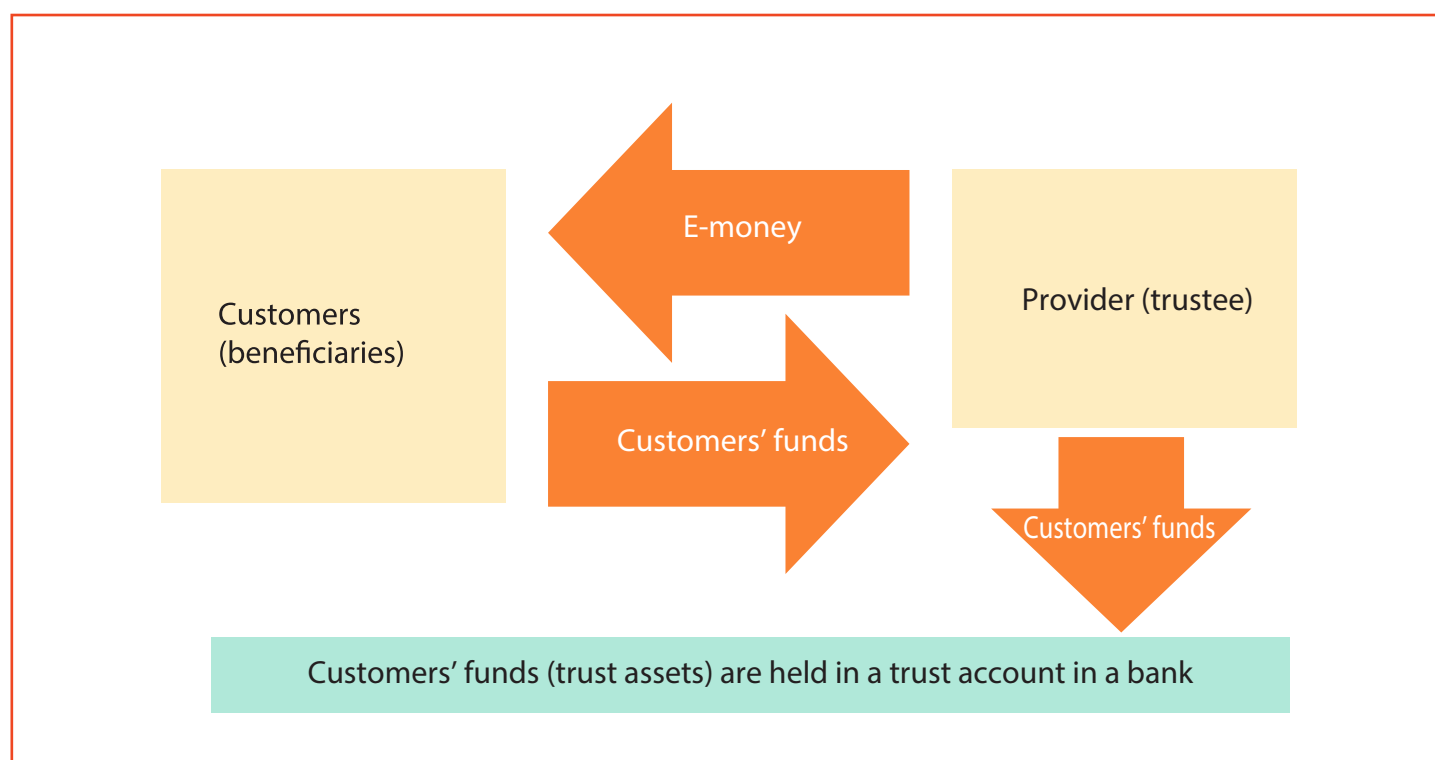 E-money
Provider (trustee)
Customers
(beneficiaries)
Customers’ funds
Customers’ funds
Customers’ funds (trust assets) are held in a trust account in a bank